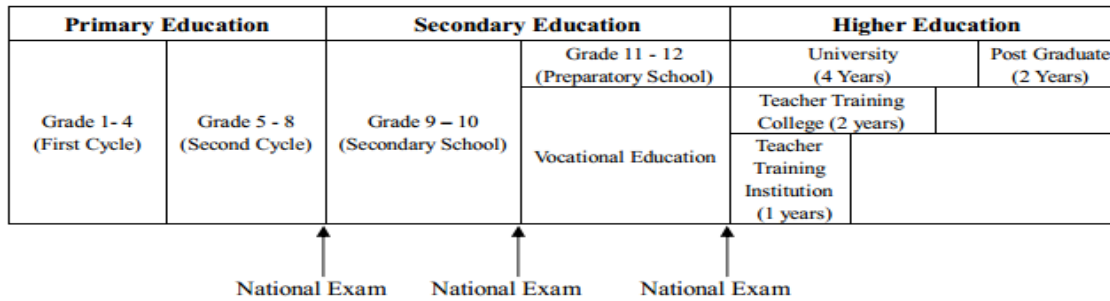 Primary Education
Secondary Education
Higher Education
Grade 1- 4
(First Cycle)
Grade 5 - 8
(Second Cycle)
Grade 9 – 10
(Secondary School)
Grade 11 - 12
(Preparatory School)
Vocational Education
University
(4 Years)
Post Graduate
(2 Years)
Teacher Training
College (2 years)
Teacher
Training
Institution
(1 years)
National Exam
National Exam
National Exam